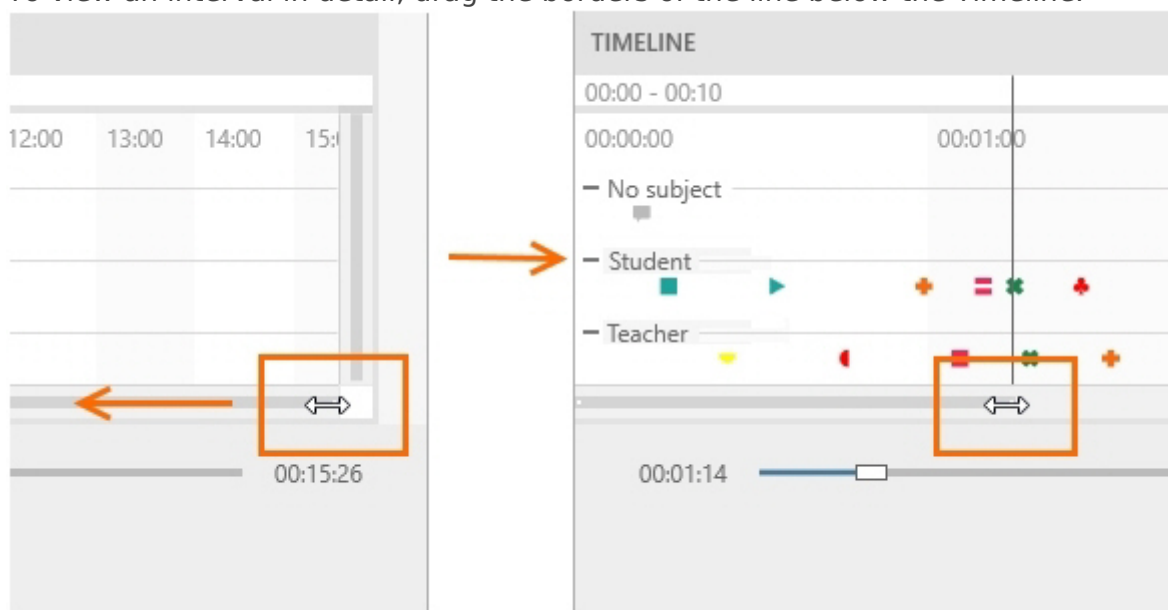 To view an interval in detail, drag the borders of the line below the Timeline.
12:00 13:00 14:00
00:15:26
TIMELINE
00:00 - 00:10
00:00:00 00:01:00
No subject
Student
Teacher
00:01:14